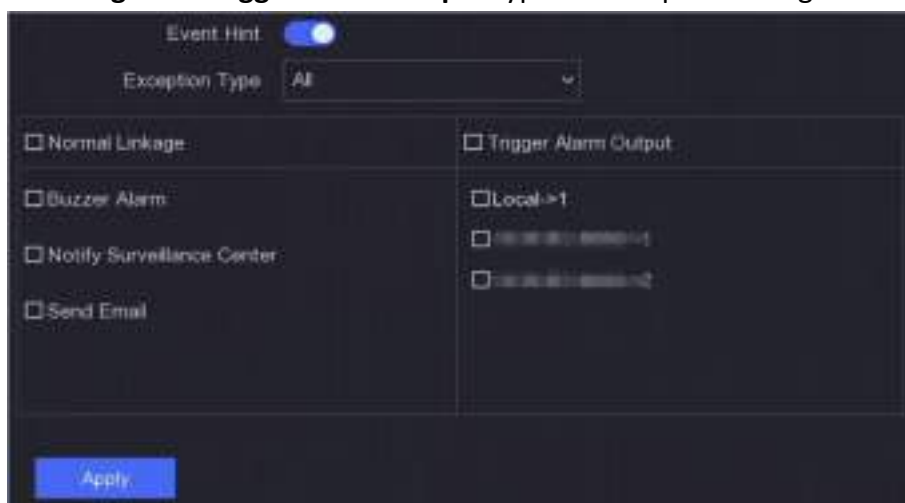 Event Hint
Exception Type All
Normal Linkage
Trigger Alarm Output
Buzzer Alarm
Local->1
Notify Surveillance Center
Send Email
Apply